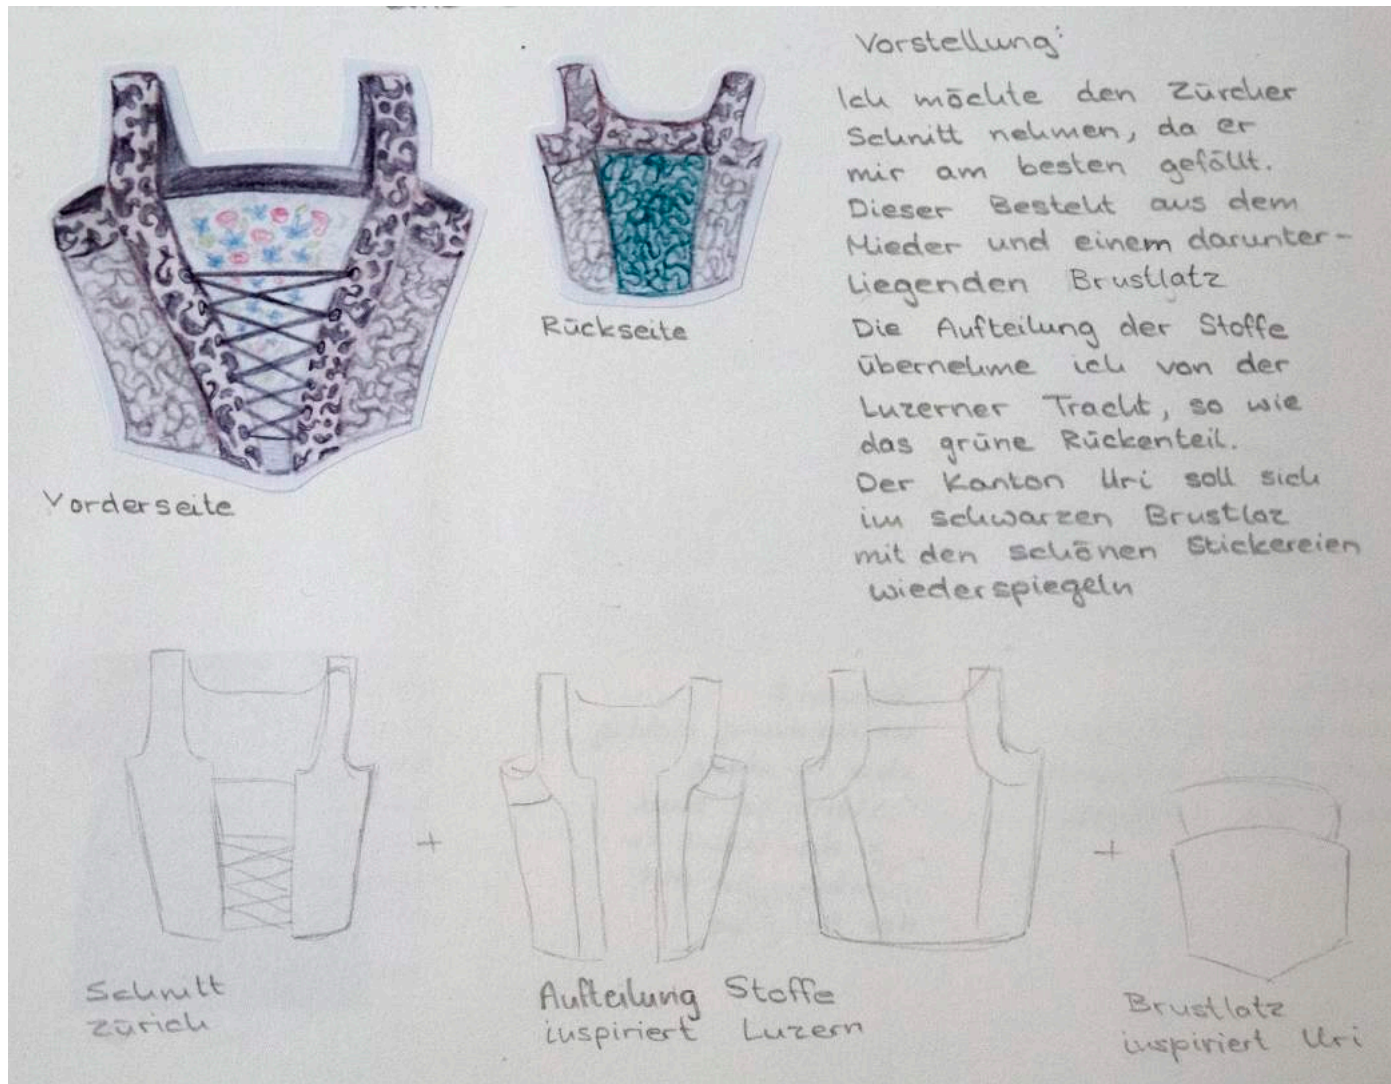 Vorstellung:
Ich möchte den Zürcher
Schnitt nehmen, da er
mir am besten gefällt.
Dieser Besteht aus dem
Mieder und einem darunter-
liegenden Brustlatz
Die Aufteilung der Stoffe
übernehme ich von der
Luzerner Tracht, so wie
das grüne Rückenteil.
Der Kanton Uri soll sich
im schwarzen Brustlaz
mit den schönen Stickereien
wiederspiegeln
Rückseite
Vorderseite
+
+
Schnitt
Zürich
Aufteilung Stoffe
inspiriert Luzern
Brustlatz
inspiriert Uri